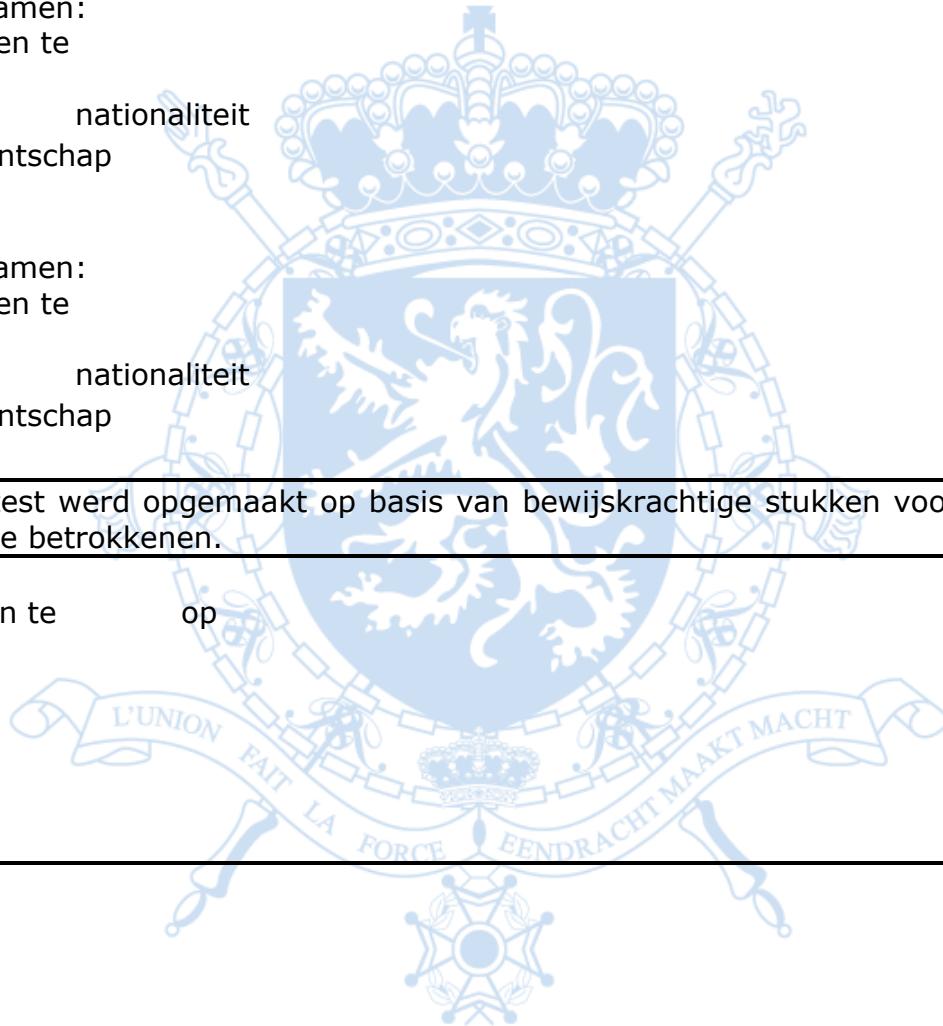 amen:
en te
nationaliteit
ntschap
amen:
en te
nationaliteit
ntschap
est werd opgemaakt op basis van bewijskrachtige stukken voo
e betrokkenen.
n te op
L'UNION FAIT LA FORCE EENDRACHT MAAKT MACHT